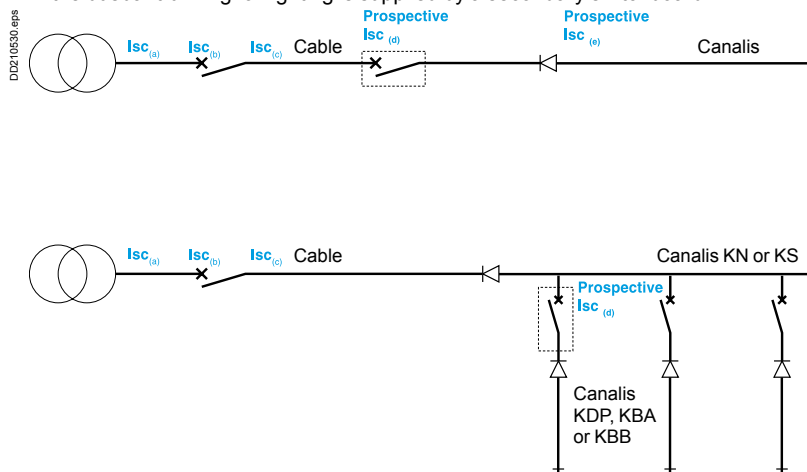 DD210530.eps
Isc(a)
Isc(b)
Isc(c)
Cable
Prospective
Isc (d)
Prospective
Isc (e)
Canalis
Isc(a)
Isc(b)
Isc(c)
Cable
Canalis KN or KS
Prospective
Isc (d)
Canalis
KDP, KBA
or KBB